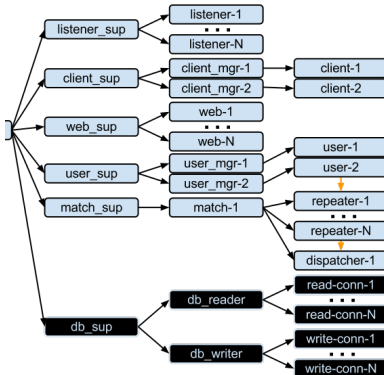 listener_sup
listener-1
listener-N
client_sup
client_mgr-1
client-1
client_mgr-2
client-2
web_sup
web-1
web-N
user_sup
user_mgr-1
user-1
user_mgr-2
user-2
match_sup
match-1
repeater-1
repeater-N
dispatcher-1
db_sup
db_reader
read-conn-1
read-conn-N
db_writer
write-conn-1
write-conn-N